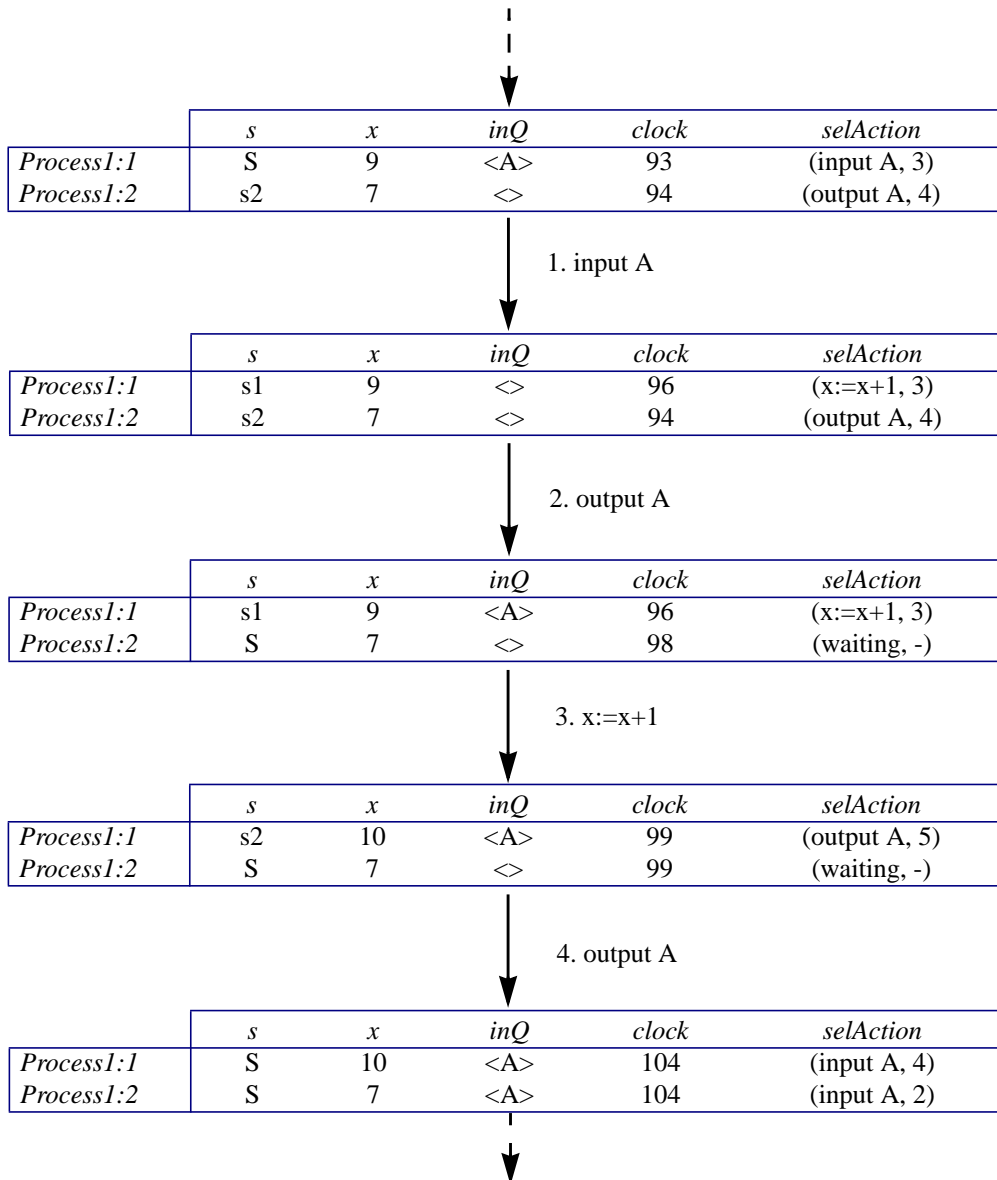 s x inQ clock selAction
Process1:1 S 9 <A> 93 (input A, 3)
Process1:2 s2 7 <> 94 (output A, 4)
1. input A
s x inQ clock selAction
Process1:1 s1 9 <> 96 (x:=x+1, 3)
Process1:2 s2 7 <> 94 (output A, 4)
2. output A
s x inQ clock selAction
Process1:1 s1 9 <A> 96 (x:=x+1, 3)
Process1:2 S 7 <> 98 (waiting, -)
3. x:=x+1
s x inQ clock selAction
Process1:1 s2 10 <A> 99 (output A, 5)
Process1:2 S 7 <> 99 (waiting, -)
4. output A
s x inQ clock selAction
Process1:1 S 10 <A> 104 (input A, 4)
Process1:2 S 7 <A> 104 (input A, 2)